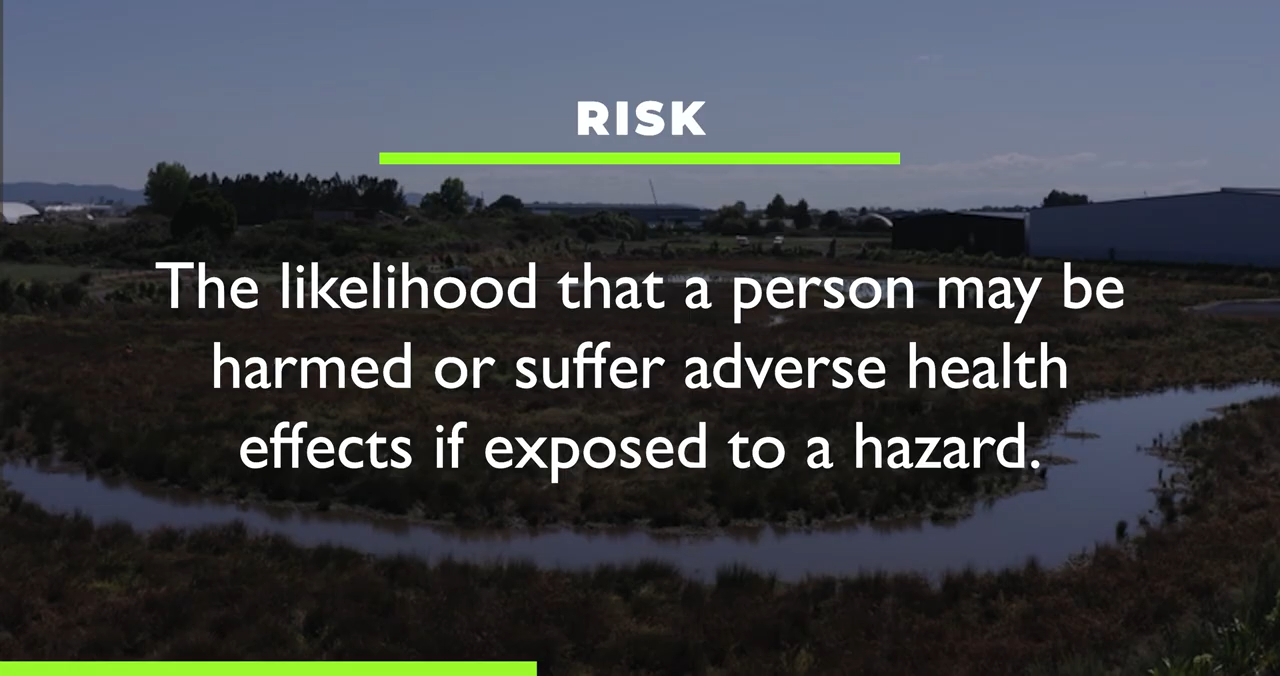 RISK
The likelihood that a person may be
harmed or suffer adverse health
effects if exposed to a hazard.